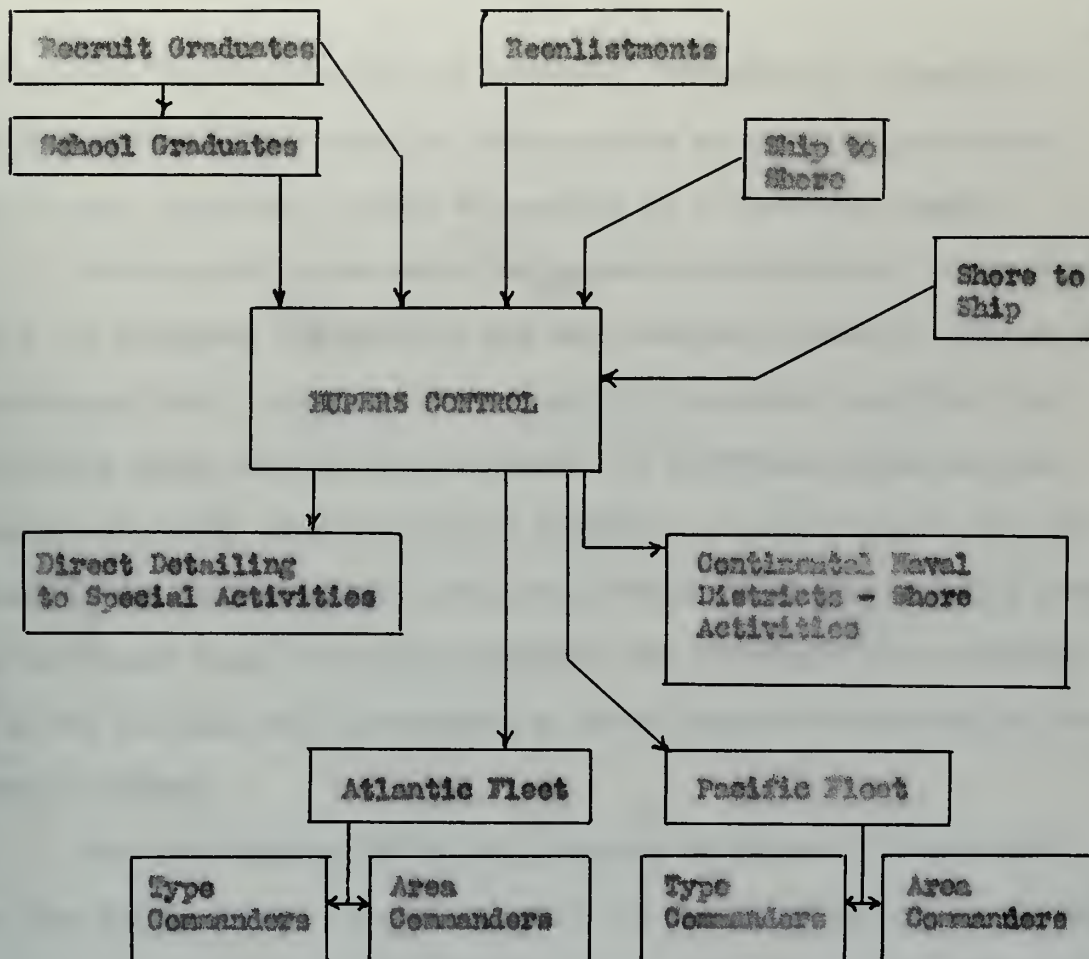 Recruit Graduates
Reenlistments
School Graduates
Ship to
Shore
Shore to
Ship
BUPERS CONTROL
Direct Detailing
to Special Activities
Continental Naval
Districts - Shore
Activities
Atlantic Fleet
Pacific Fleet
Type
Commanders
Area
Commanders
Type
Commanders
Area
Commanders